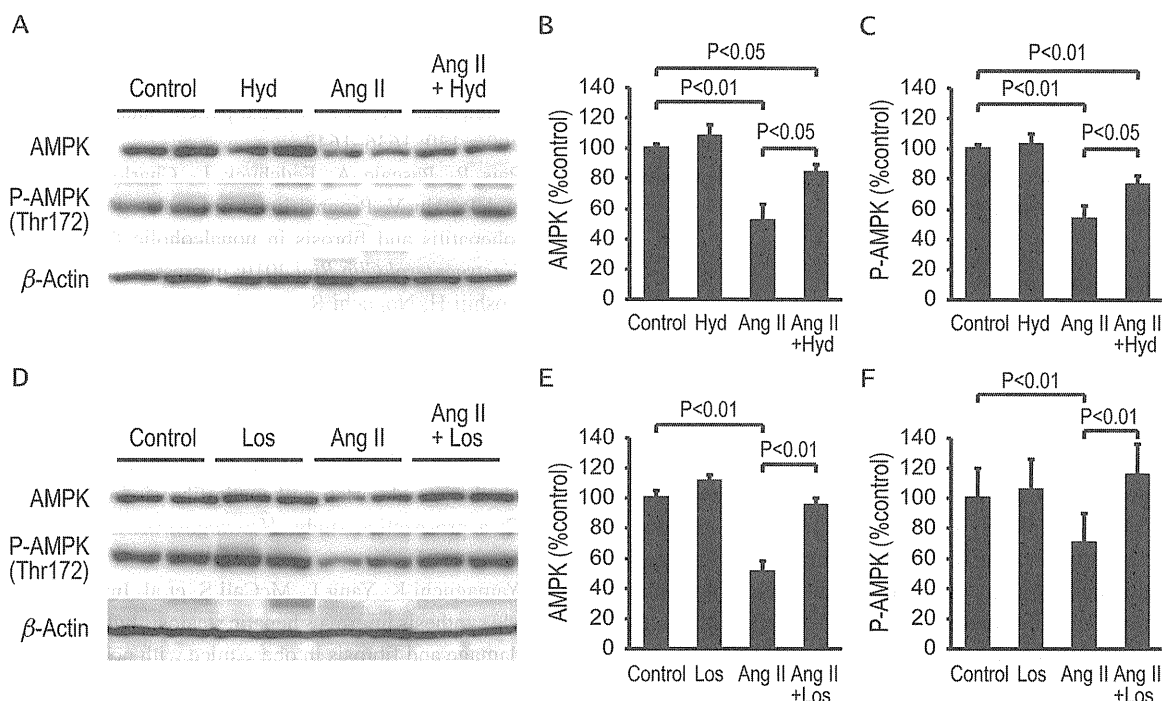 A
Control Hyd Ang II Ang II + Hyd
AMPK
P-AMPK
(Thr172)
β-Actin
B
P<0.05
P<0.01
P<0.05
AMPK (%control)
140
120
100
80
60
40
20
0
Control Hyd Ang II Ang II
+Hyd
C
P<0.01
P<0.01
P<0.05
P-AMPK (%control)
140
120
100
80
60
40
20
0
Control Hyd Ang II Ang II
+Hyd
D
Control Los Ang II Ang II + Los
AMPK
P-AMPK
(Thr172)
β-Actin
E
P<0.01
P<0.01
AMPK (%control)
140
120
100
80
60
40
20
0
Control Los Ang II Ang II
+Los
F
P<0.01
P<0.01
P-AMPK (%control)
140
120
100
80
60
40
20
0
Control Los Ang II Ang II
+Los